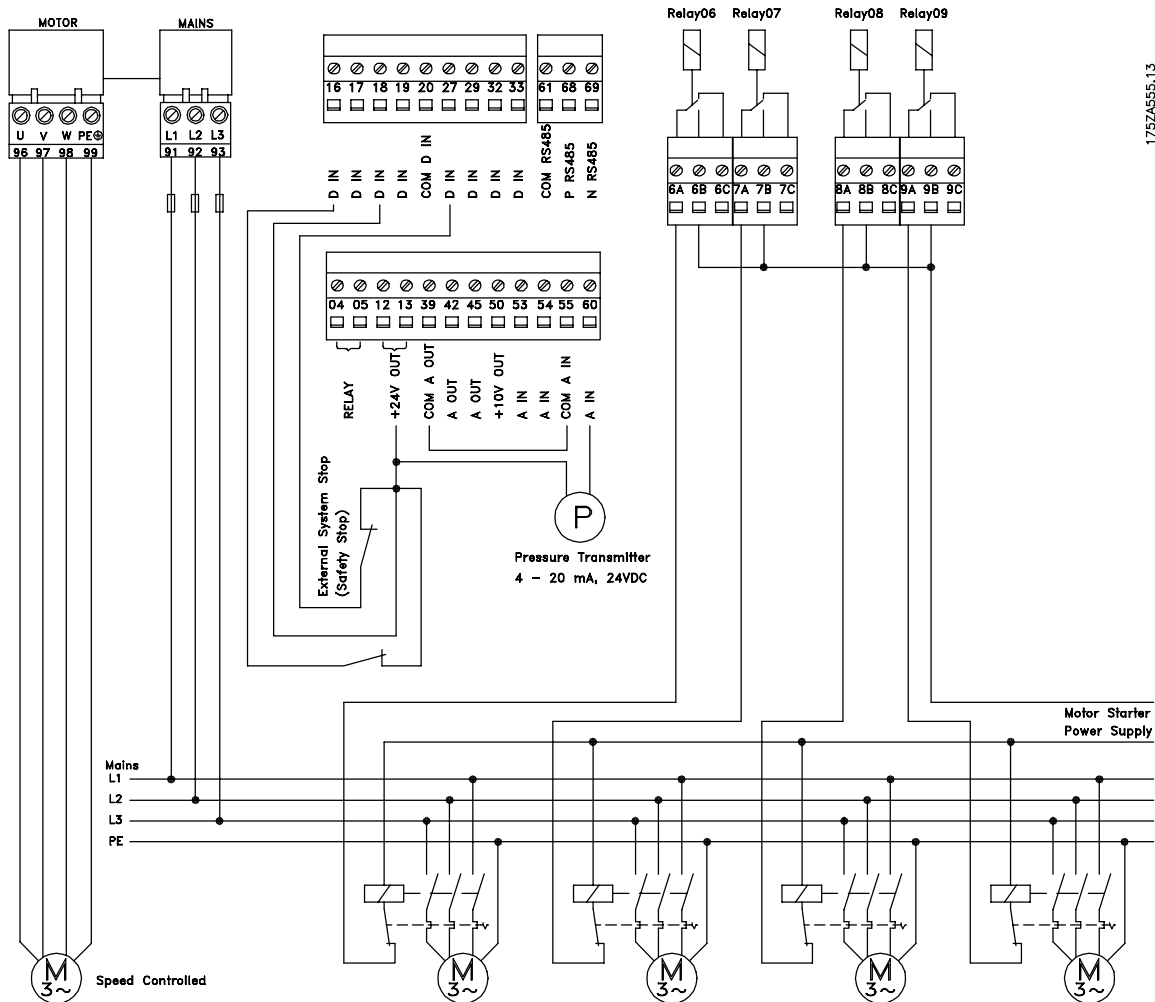 MOTOR
MAINS
U V W PE
96 97 98 99
L1 L2 L3
91 92 93
16 17 18 19 20 27 29 32 33
61 68 69
D IN
D IN
D IN
D IN
COM D IN
D IN
D IN
D IN
D IN
COM RS485
P RS485
N RS485
Relay06 Relay07 Relay08 Relay09
6A 6B 6C 7A 7B 7C
8A 8B 8C 9A 9B 9C
175ZA555.13
04 05 12 13 39 42 45 50 53 54 55 60
RELAY
+24V OUT
COM A OUT
A OUT
A OUT
+10V OUT
A IN
A IN
COM A IN
A IN
External System Stop
(Safety Stop)
P
Pressure Transmitter
4 - 20 mA, 24VDC
Motor Starter
Power Supply
Mains
L1
L2
L3
PE
M
3~
Speed Controlled
M
3~
M
3~
M
3~
M
3~